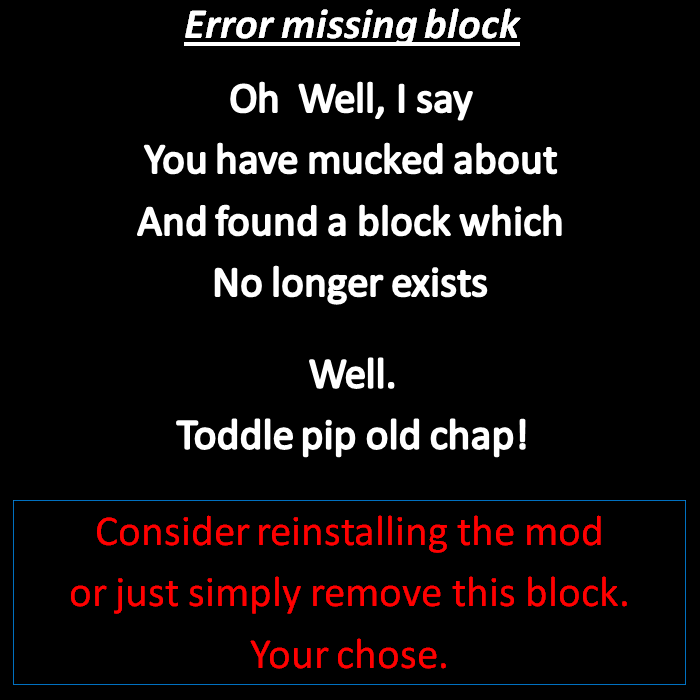 Error missing block
Oh  Well, I say
You have mucked about
And found a block which
No longer exists
Well.
Toddle pip old chap!
Consider reinstalling the mod
or just simply remove this block.
Your chose.